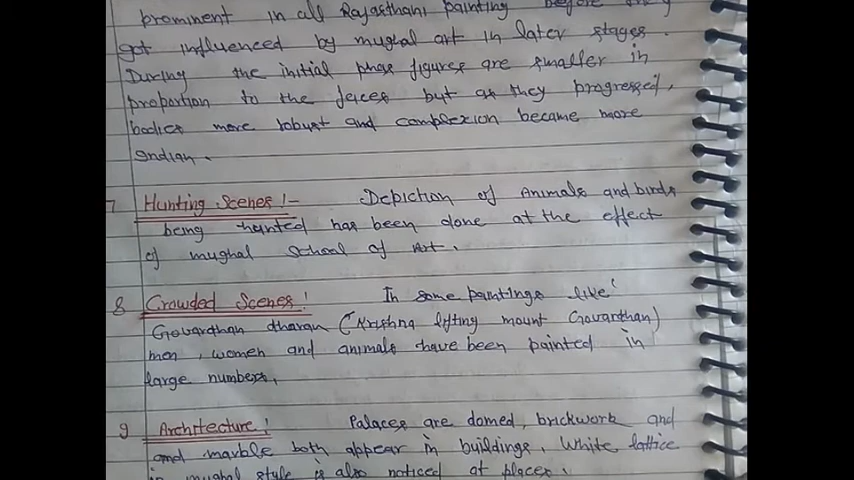 prominent in all Rajasthani painting before they
got influenced by mughal art in later stages.
During the initial phase figures are smaller in
proportion to the faces but as they progressed,
bodies more robust and complexion became more
Indian.
7 Hunting Scenes!- Depiction of Animals and birds
being hunted has been done at the effect
of mughal school of Art.
8 Crowded Scenes! In some paintings like'
Govardhan dharan (Krishna lifting mount Govardhan)
men, women and animals have been painted in
large numbers,
9 Architecture! Palaces are domed, brickwork and
and marble both appear in buildings, White lattice
in mughal style is also noticed at places.